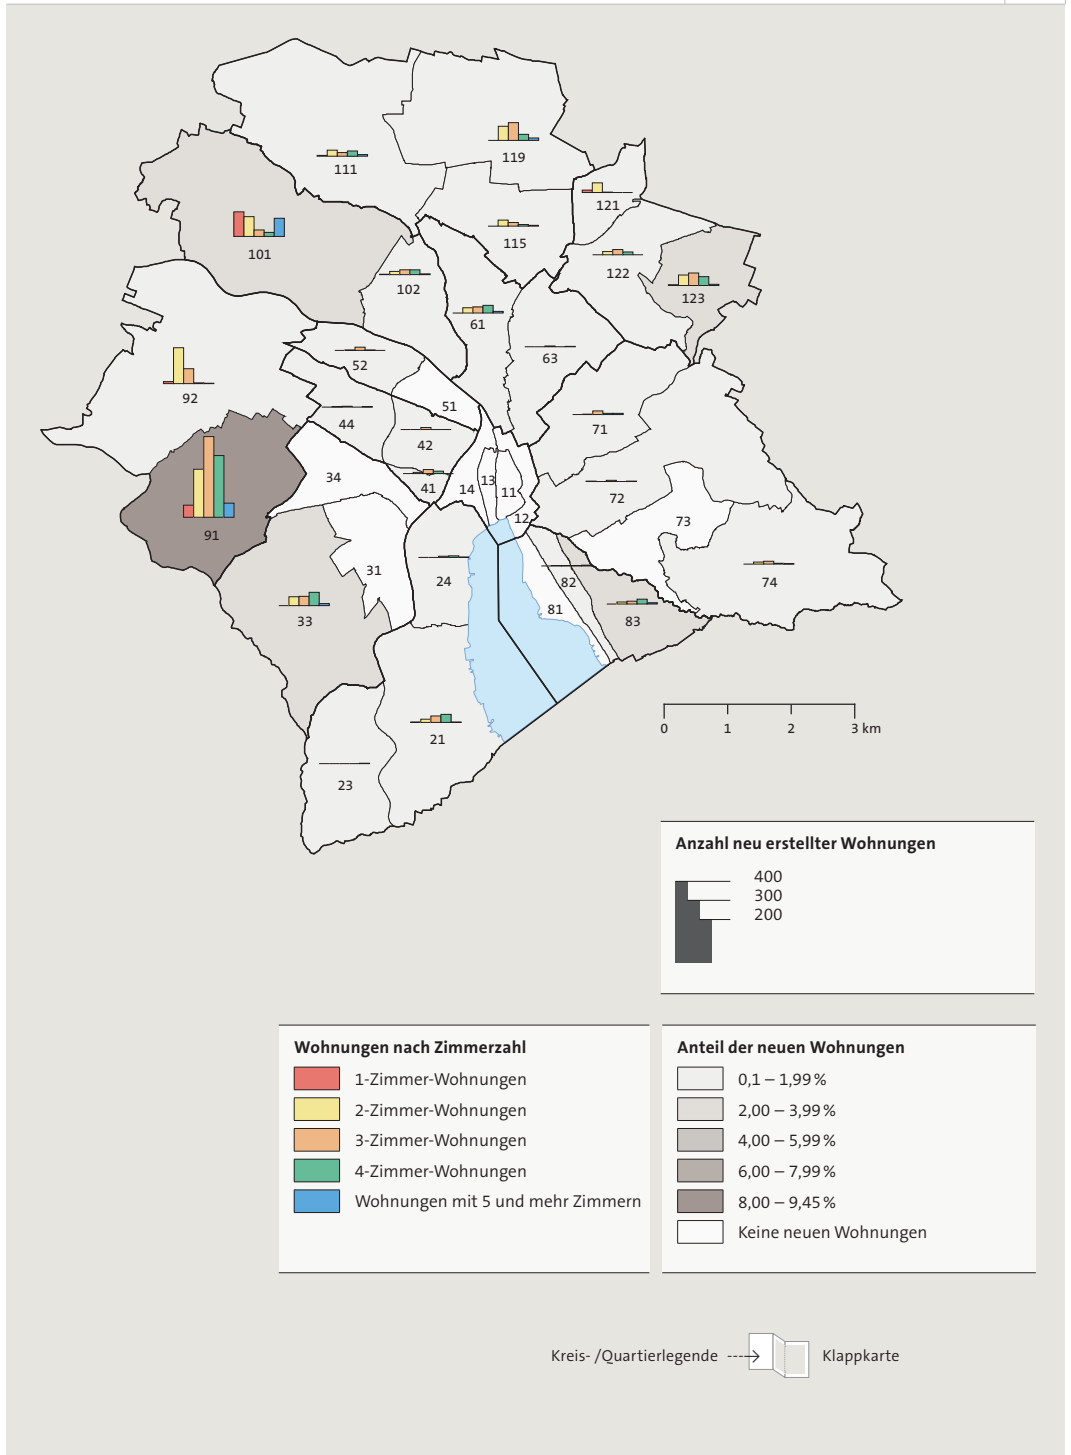 111
119
121
115
101
122
102
123
61
63
52
92
51
44
71
42
34
13
41
14
11
72
12
73
91
31
24
82
74
81
33
83
21
23
0 1 2 3 km
Anzahl neu erstellter Wohnungen
400
300
200
Wohnungen nach Zimmerzahl
1-Zimmer-Wohnungen
2-Zimmer-Wohnungen
3-Zimmer-Wohnungen
4-Zimmer-Wohnungen
Wohnungen mit 5 und mehr Zimmern
Anteil der neuen Wohnungen
0,1 – 1,99 %
2,00 – 3,99 %
4,00 – 5,99 %
6,00 – 7,99 %
8,00 – 9,45 %
Keine neuen Wohnungen
Kreis- /Quartierlegende
Klappkarte